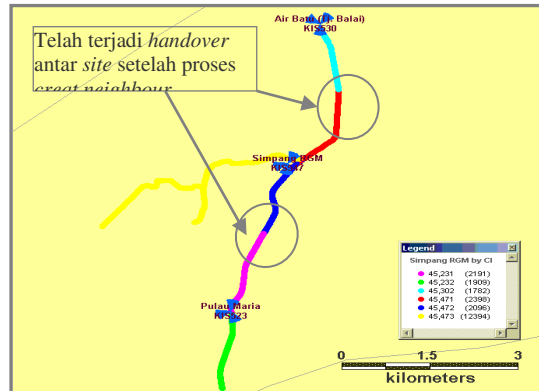 Air Batu (Tj. Balai)
KIS530
Telah terjadi handover
antar site setelah proses
creat neighbour
Simpang RGM
Pulau Maria
KIS523
Legend
Simpang RGM by CI
45,231 (2191)
45,232 (1909)
45,302 (1782)
45,471 (2398)
45,472 (2096)
45,473 (12394)
0 1.5 3
kilometers